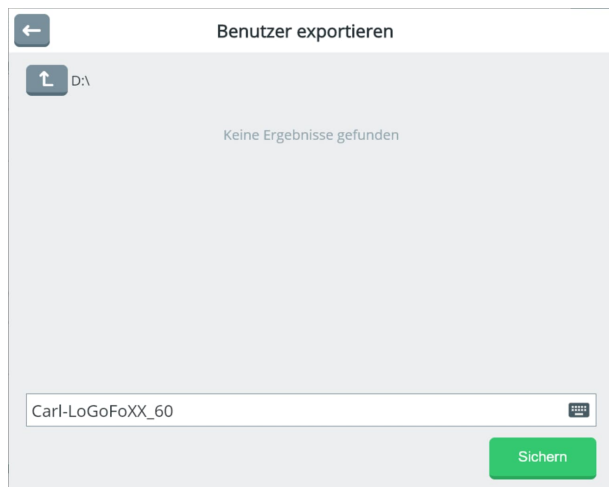 Benutzer exportieren
D:\
Keine Ergebnisse gefunden
Carl-LoGoFoXX_60
Sichern